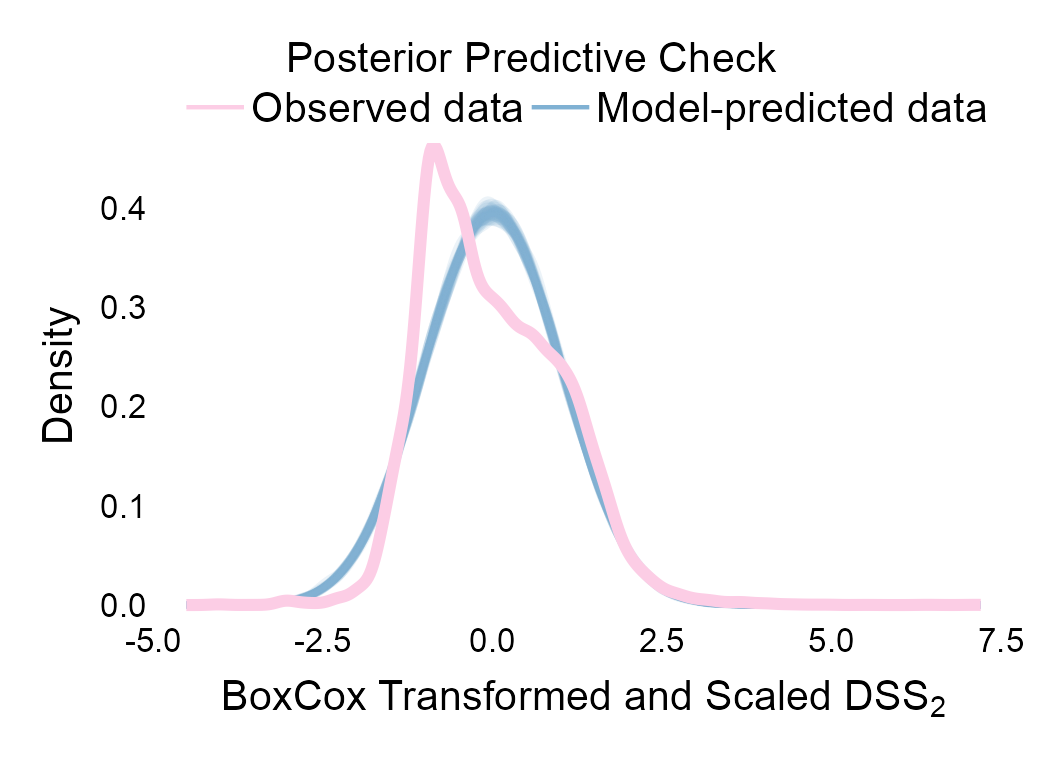 Posterior Predictive Check
Observed data Model-predicted data
Density
0.4
0.3
0.2
0.1
0.0
-5.0 -2.5 0.0 2.5 5.0 7.5
BoxCox Transformed and Scaled DSS₂